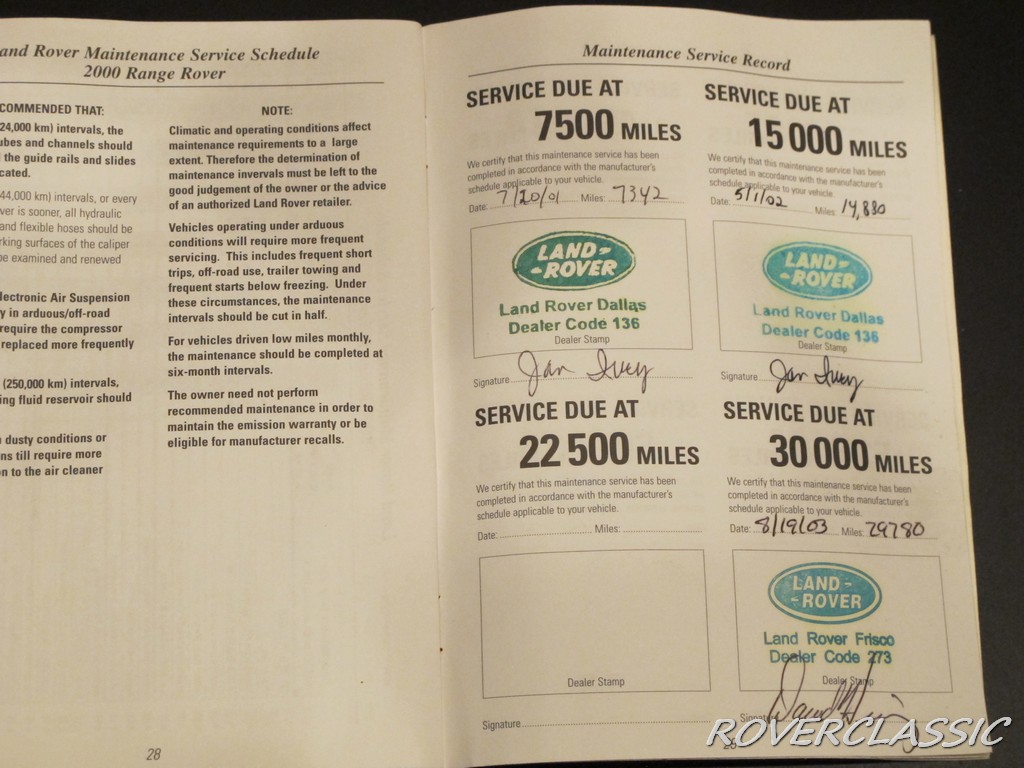 and Rover Maintenance Service Schedule
2000 Range Rover
COMMENDED THAT:
24,000 km) intervals, the
ubes and channels should
the guide rails and slides
cated.
44,000 km) intervals, or every
ver is sooner, all hydraulic
and flexible hoses should be
rking surfaces of the caliper
be examined and renewed
lectronic Air Suspension
y in arduous/off-road
require the compressor
replaced more frequently
(250,000 km) intervals,
ing fluid reservoir should
dusty conditions or
ns till require more
n to the air cleaner
NOTE:
Climatic and operating conditions affect
maintenance requirements to a large
extent. Therefore the determination of
maintenance invervals must be left to the
good judgement of the owner or the advice
of an authorized Land Rover retailer.
Vehicles operating under arduous
conditions will require more frequent
servicing. This includes frequent short
trips, off-road use, trailer towing and
frequent starts below freezing. Under
these circumstances, the maintenance
intervals should be cut in half.
For vehicles driven low miles monthly,
the maintenance should be completed at
six-month intervals.
The owner need not perform
recommended maintenance in order to
maintain the emission warranty or be
eligible for manufacturer recalls.
28
Maintenance Service Record
SERVICE DUE AT
7500 MILES
We certify that this maintenance service has been
completed in accordance with the manufacturer's
schedule applicable to your vehicle.
Date: 7/20/01 Miles: 7342
LAND-
-ROVER
Land Rover Dallas
Dealer Code 136
Dealer Stamp
Signature Jan Ivey
SERVICE DUE AT
15 000 MILES
We certify that this maintenance service has been
completed in accordance with the manufacturer's
schedule applicable to your vehicle.
Date: 5/1/02 Miles: 14,880
LAND-
-ROVER
Land Rover Dallas
Dealer Code 136
Dealer Stamp
Signature Jan Ivey
SERVICE DUE AT
22 500 MILES
We certify that this maintenance service has been
completed in accordance with the manufacturer's
schedule applicable to your vehicle.
Date: Miles:
Dealer Stamp
Signature
SERVICE DUE AT
30 000 MILES
We certify that this maintenance service has been
completed in accordance with the manufacturer's
schedule applicable to your vehicle.
Date: 8/19/03 Miles: 29780
LAND-
-ROVER
Land Rover Frisco
Dealer Code 273
Dealer Stamp
Signature David
ROVERCLASSIC